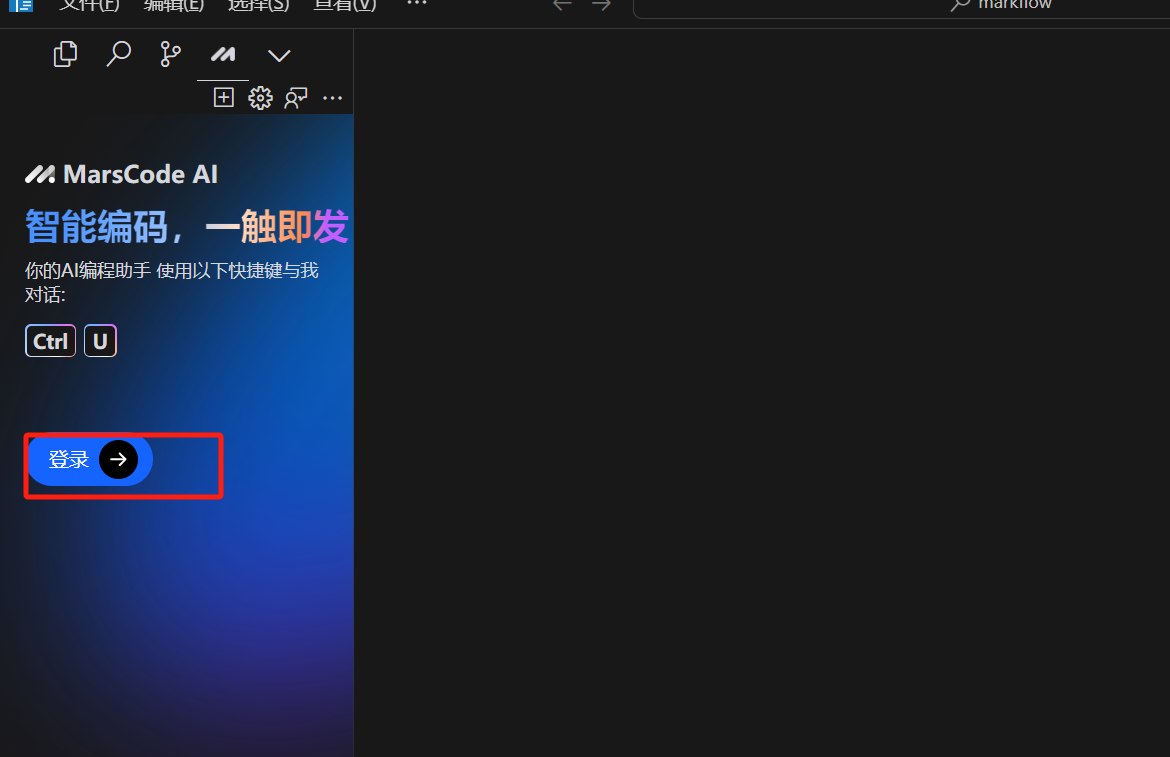 文件(F) 编辑(E) 选择(S) 查看(V) ··· markflow
MarsCode AI
智能编码，一触即发
你的AI编程助手 使用以下快捷键与我
对话:
Ctrl U
登录